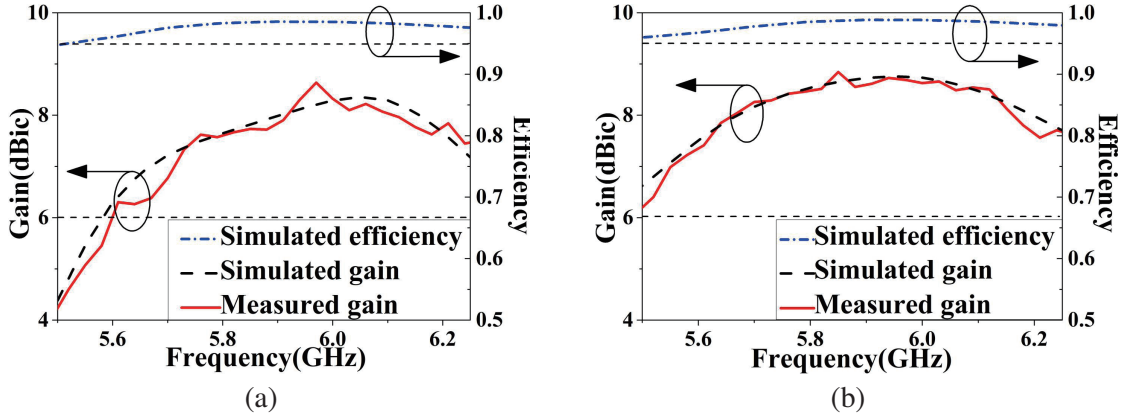 10
8
6
4
Gain(dBic)
1.0
0.9
0.8
0.7
0.6
0.5
Efficiency
Simulated efficiency
Simulated gain
Measured gain
5.6 5.8 6.0 6.2
Frequency(GHz)
(a)
10
8
6
4
Gain(dBic)
1.0
0.9
0.8
0.7
0.6
0.5
Efficiency
Simulated efficiency
Simulated gain
Measured gain
5.6 5.8 6.0 6.2
Frequency(GHz)
(b)